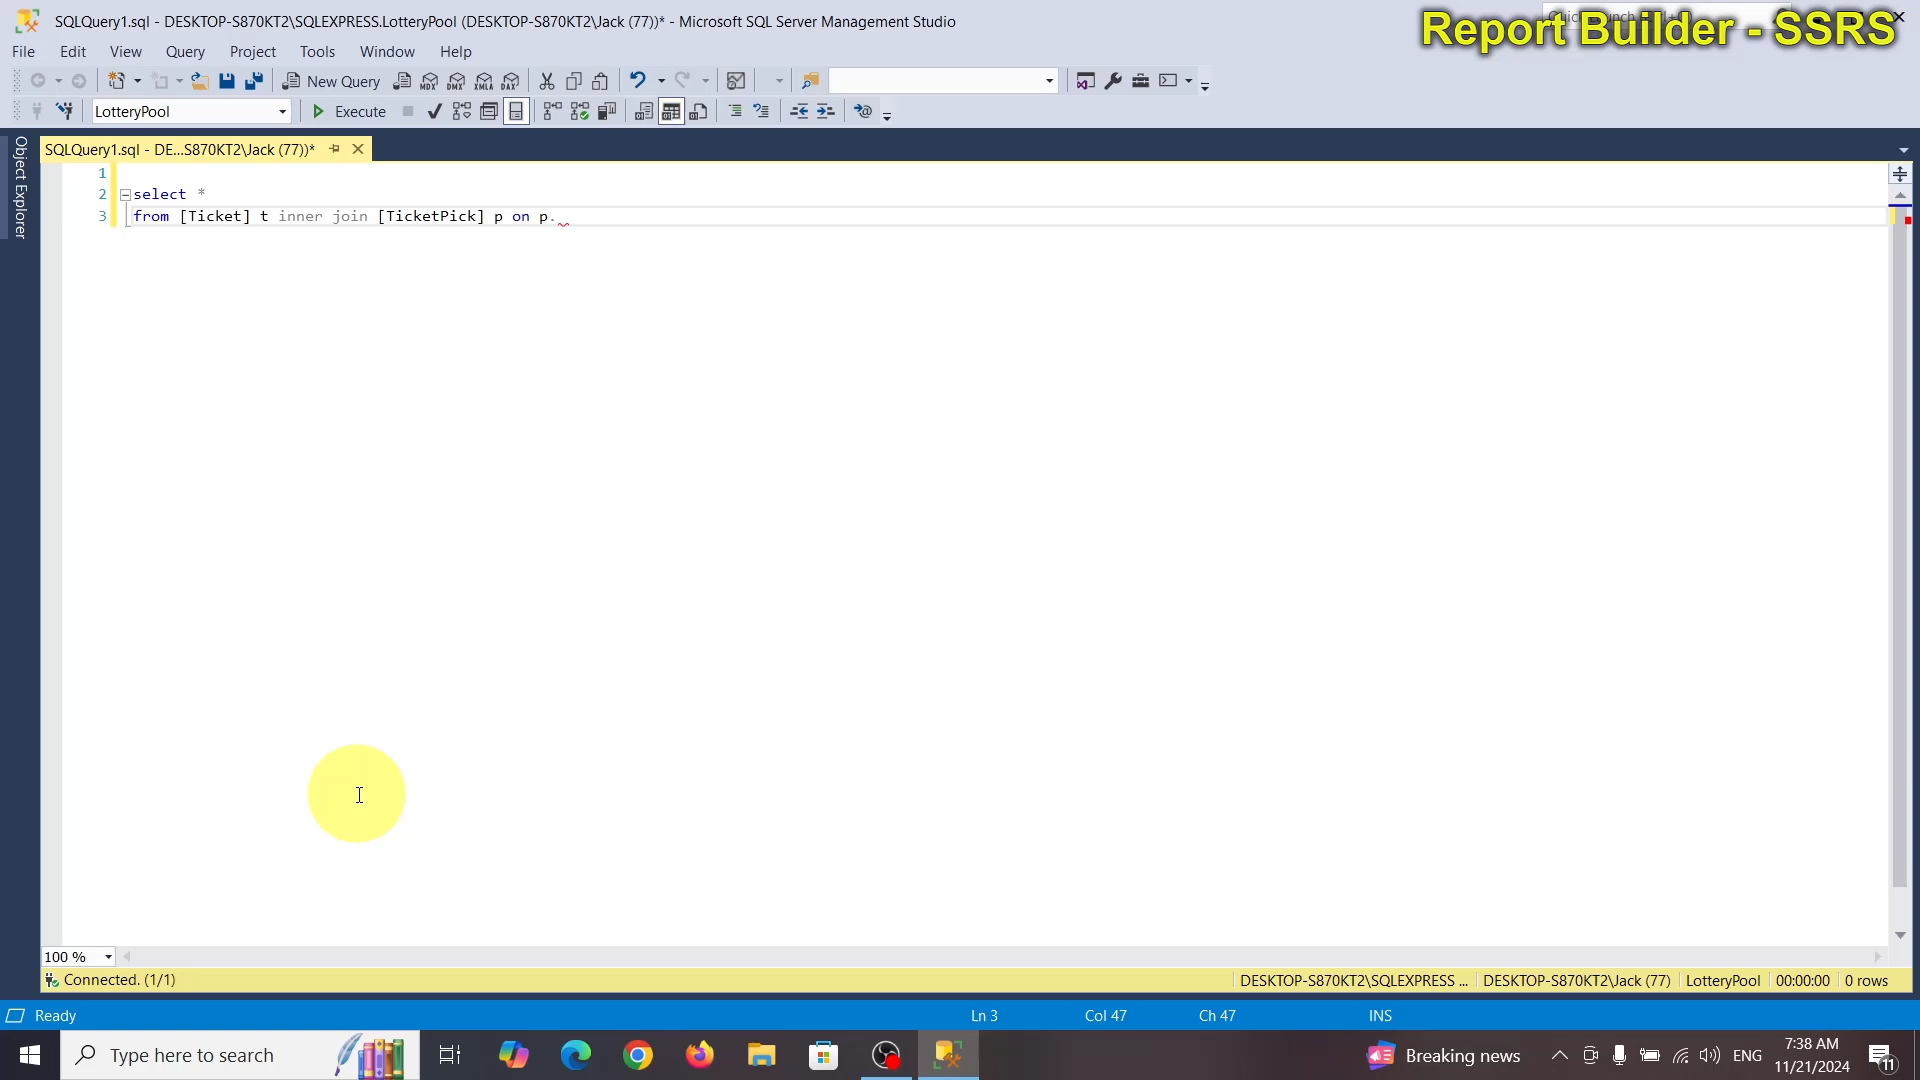 SQLQuery1.sql - DESKTOP-S870KT2\SQLEXPRESS.LotteryPool (DESKTOP-S870KT2\Jack (77))* - Microsoft SQL Server Management Studio
Report Builder - SSRS
File Edit View Query Project Tools Window Help
New Query
LotteryPool Execute
SQLQuery1.sql - DE...S870KT2\Jack (77))*
Object Explorer
1
2 select *
3 from [Ticket] t inner join [TicketPick] p on p.
100 %
Connected. (1/1) DESKTOP-S870KT2\SQLEXPRESS ... DESKTOP-S870KT2\Jack (77) LotteryPool 00:00:00 0 rows
Ready Ln 3 Col 47 Ch 47 INS
Type here to search Breaking news ENG 7:38 AM
11/21/2024 11